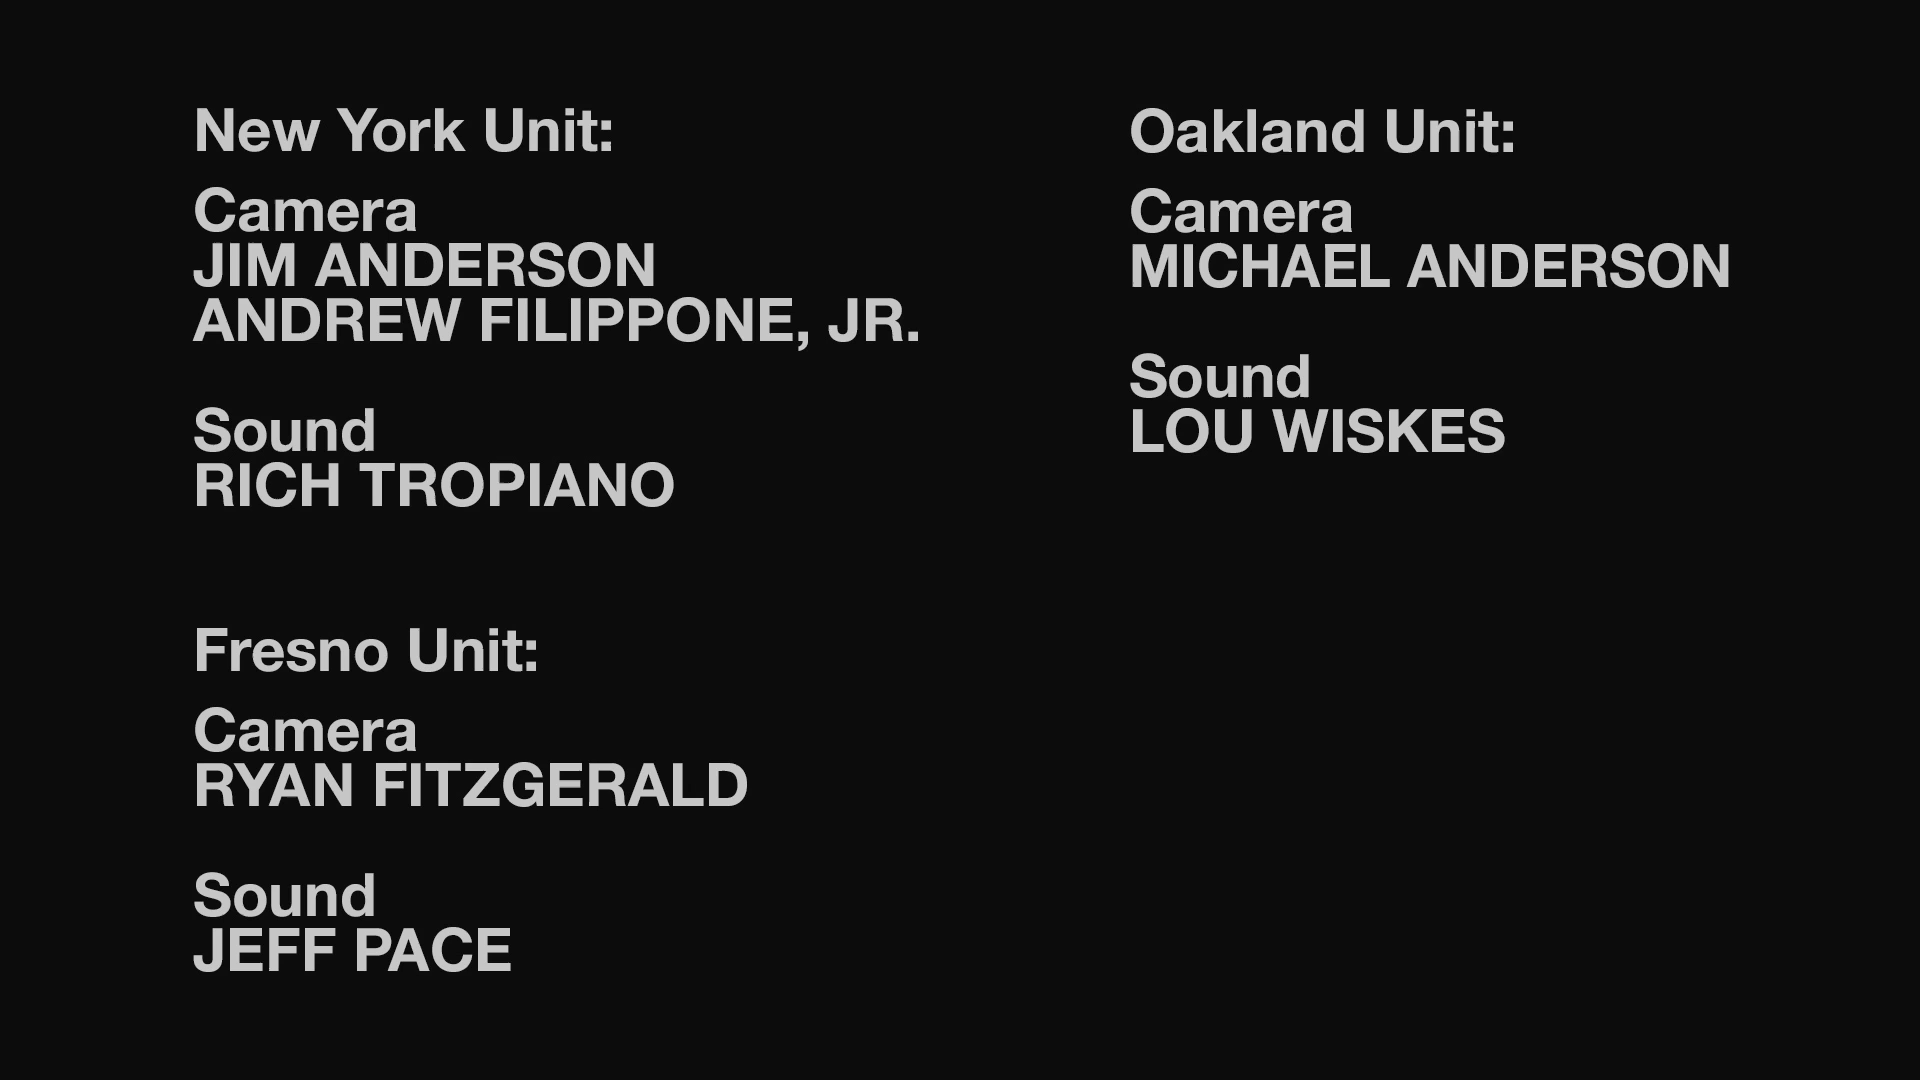 New York Unit:
Camera
JIM ANDERSON
ANDREW FILIPPONE, JR.
Sound
RICH TROPIANO
Fresno Unit:
Camera
RYAN FITZGERALD
Sound
JEFF PACE
Oakland Unit:
Camera
MICHAEL ANDERSON
Sound
LOU WISKES